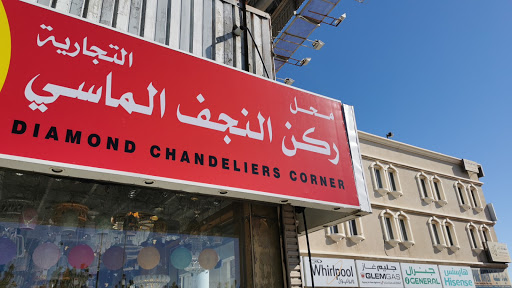 محل
ركن النجف الماسي
التجارية
DIAMOND CHANDELIERS CORNER
Whirlpool
جليم غاز
GLEMGAS
جنرال
GENERAL
هايسنس
Hisense